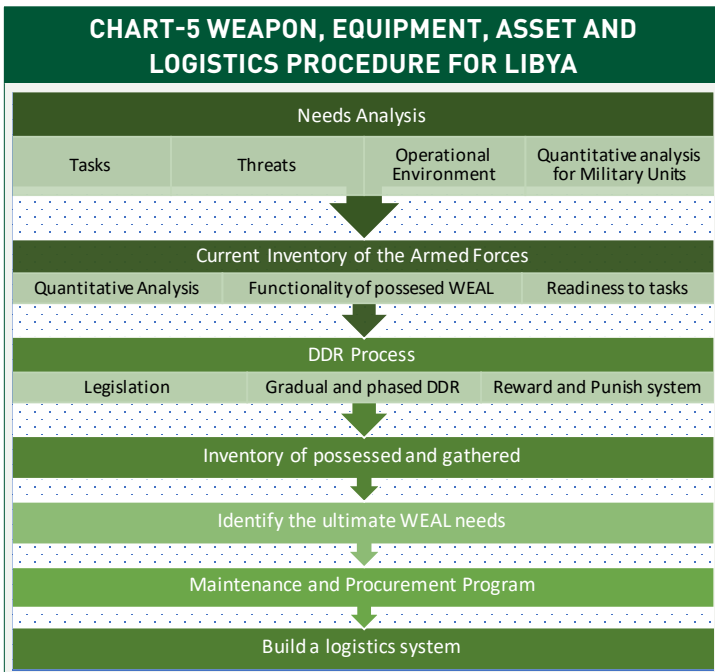 CHART-5 WEAPON, EQUIPMENT, ASSET AND
LOGISTICS PROCEDURE FOR LIBYA
Needs Analysis
Tasks
Threats
Operational
Environment
Quantitative analysis
for Military Units
Current Inventory of the Armed Forces
Quantitative Analysis
Functionality of possesed WEAL
Readiness to tasks
DDR Process
Legislation
Gradual and phased DDR
Reward and Punish system
Inventory of possessed and gathered
Identify the ultimate WEAL needs
Maintenance and Procurement Program
Build a logistics system